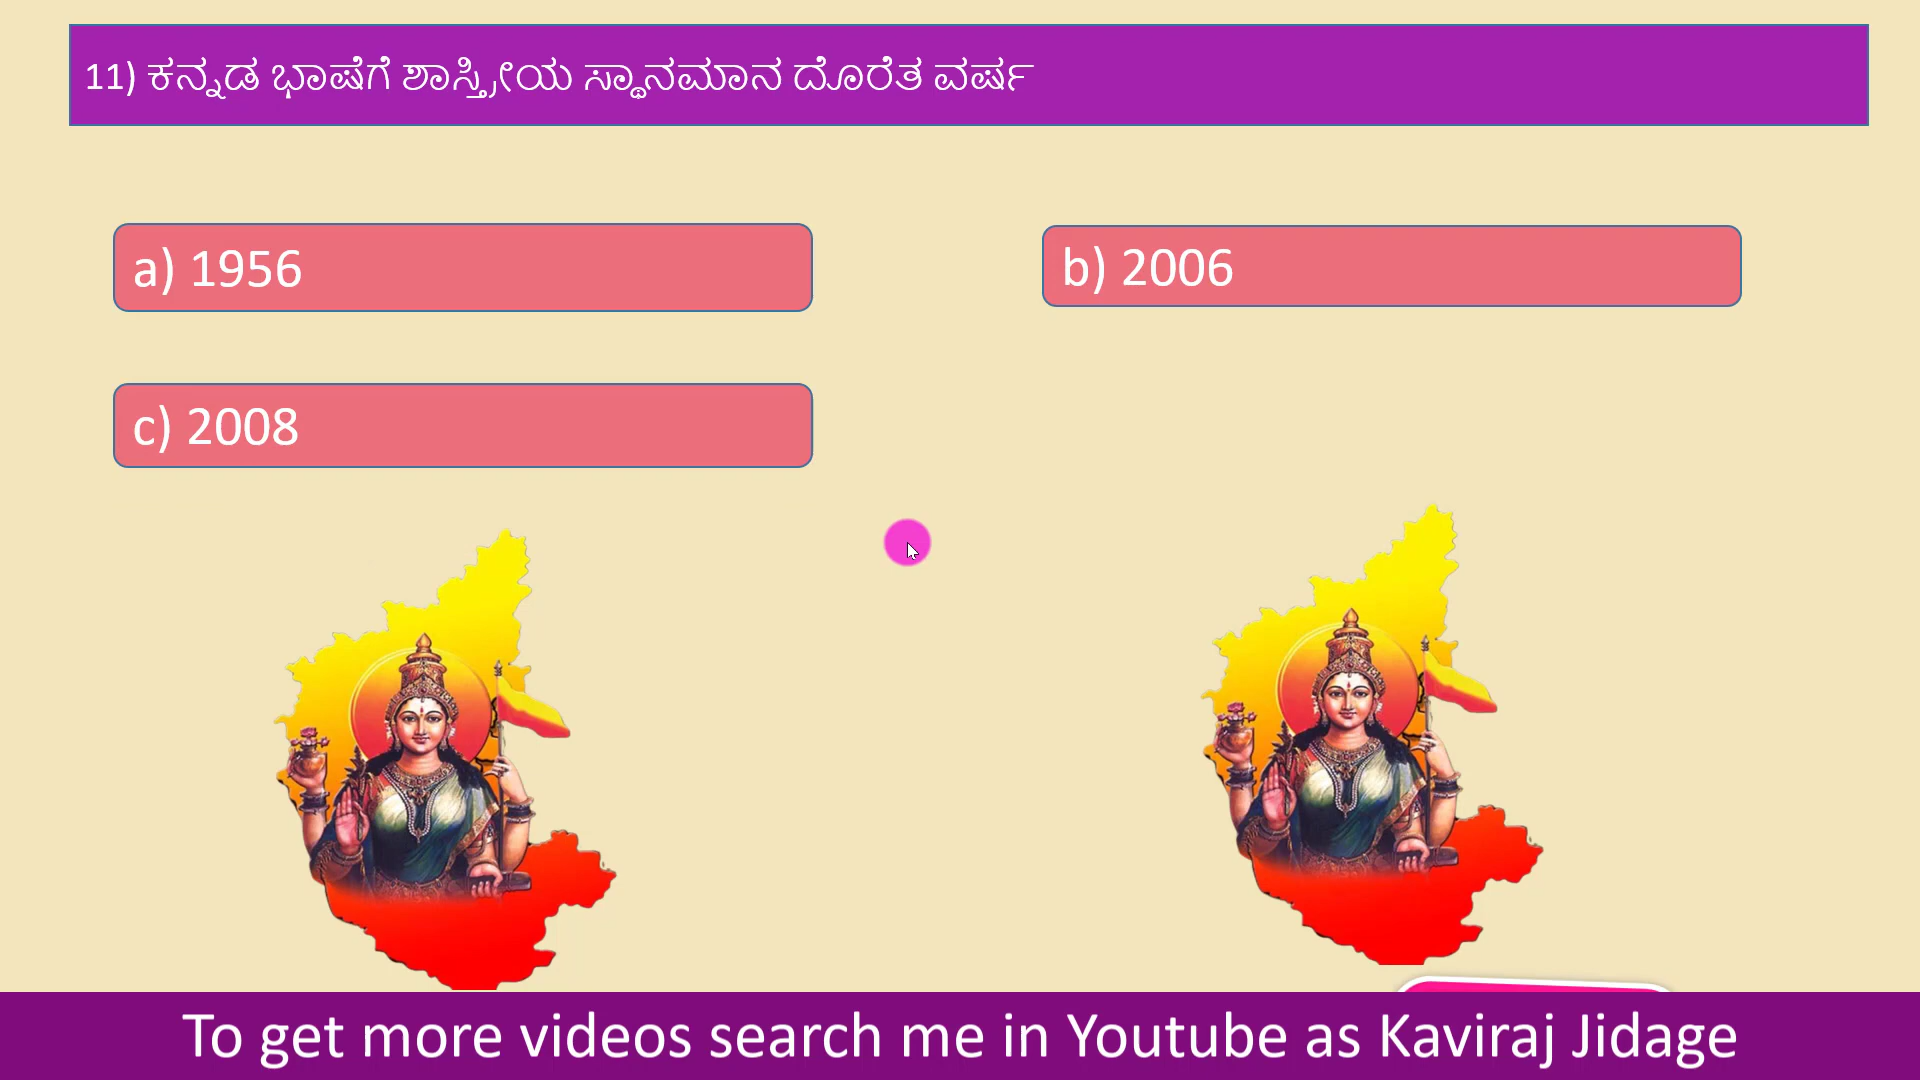 11) ಕನ್ನಡ ಭಾಷೆಗೆ ಶಾಸ್ತ್ರೀಯ ಸ್ಥಾನಮಾನ ದೊರೆತ ವರ್ಷ
a) 1956
b) 2006
c) 2008
To get more videos search me in Youtube as Kaviraj Jidage